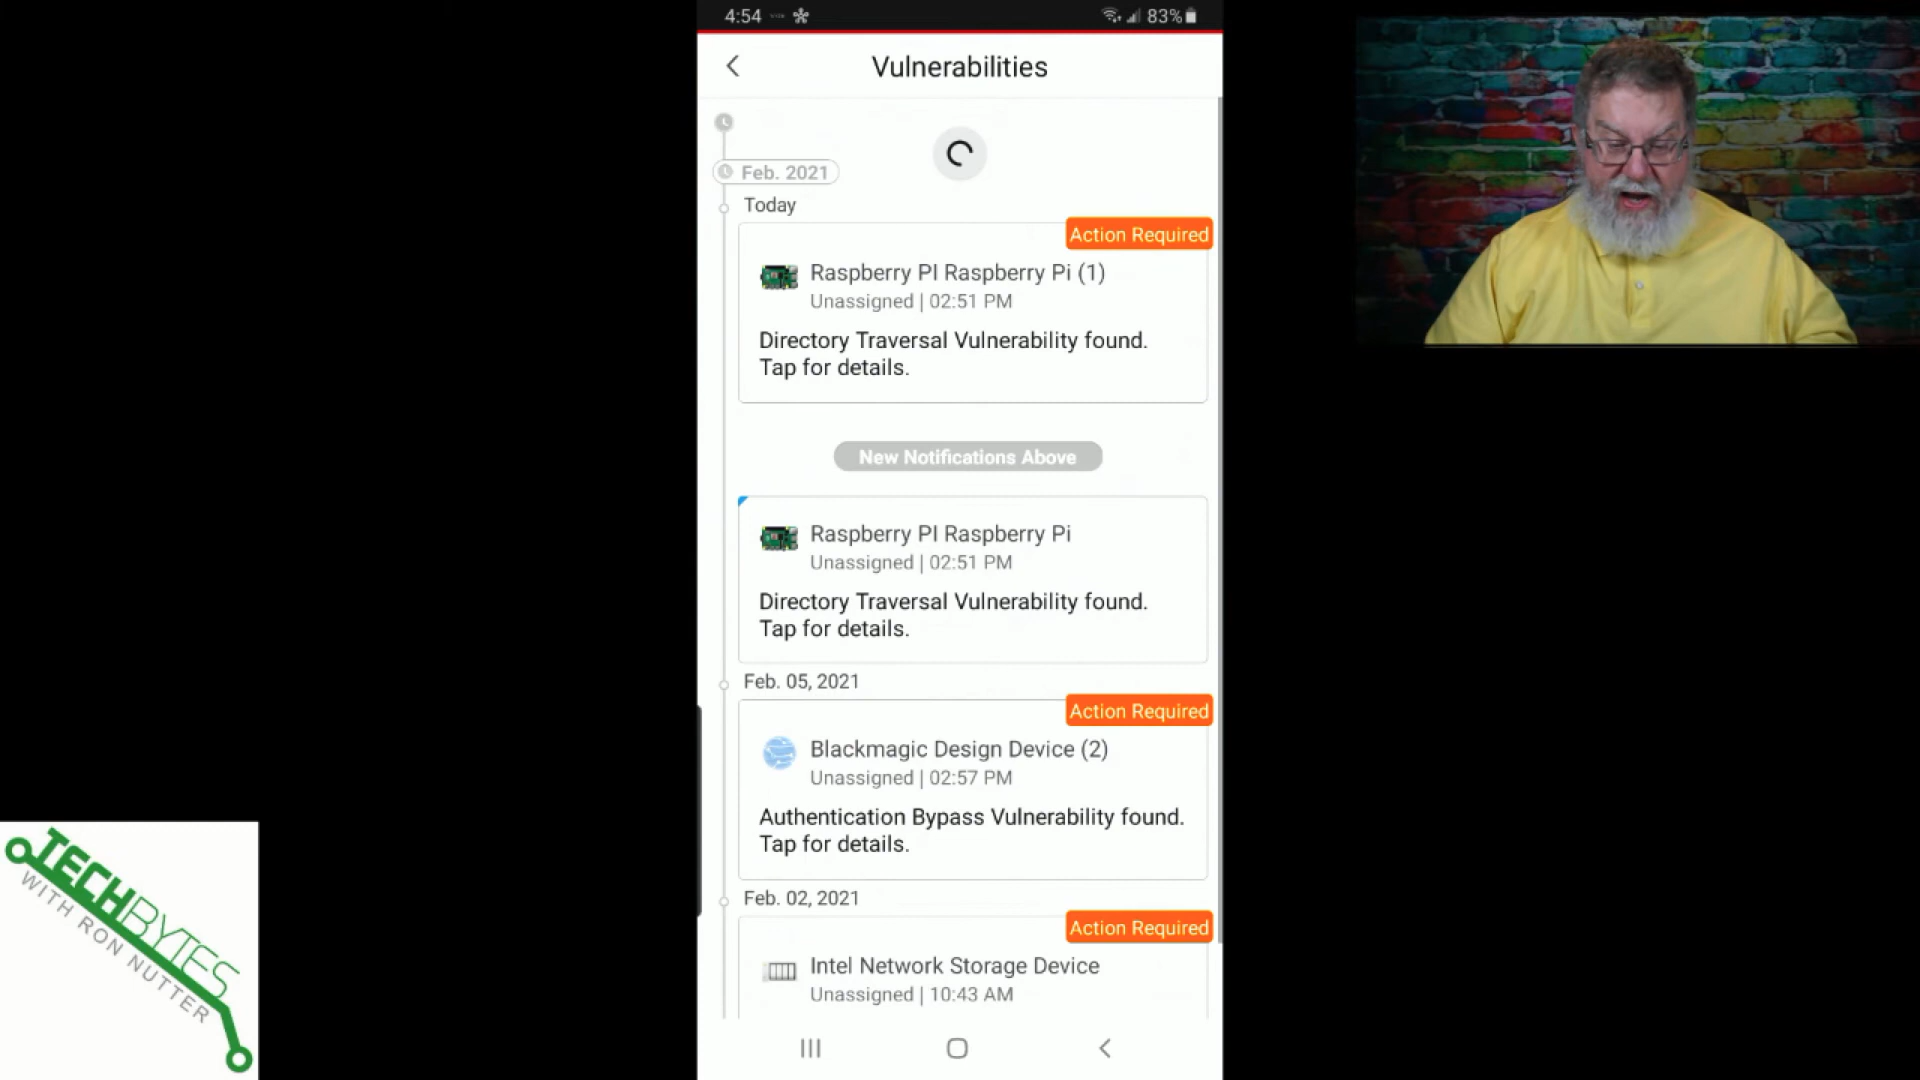 4:54
83%
Vulnerabilities
Feb. 2021
Today
Action Required
Raspberry PI Raspberry Pi (1)
Unassigned | 02:51 PM
Directory Traversal Vulnerability found.
Tap for details.
New Notifications Above
Raspberry PI Raspberry Pi
Unassigned | 02:51 PM
Directory Traversal Vulnerability found.
Tap for details.
Feb. 05, 2021
Action Required
Blackmagic Design Device (2)
Unassigned | 02:57 PM
Authentication Bypass Vulnerability found.
Tap for details.
Feb. 02, 2021
Action Required
Intel Network Storage Device
Unassigned | 10:43 AM
TECHBYTES
WITH RON NUTTER